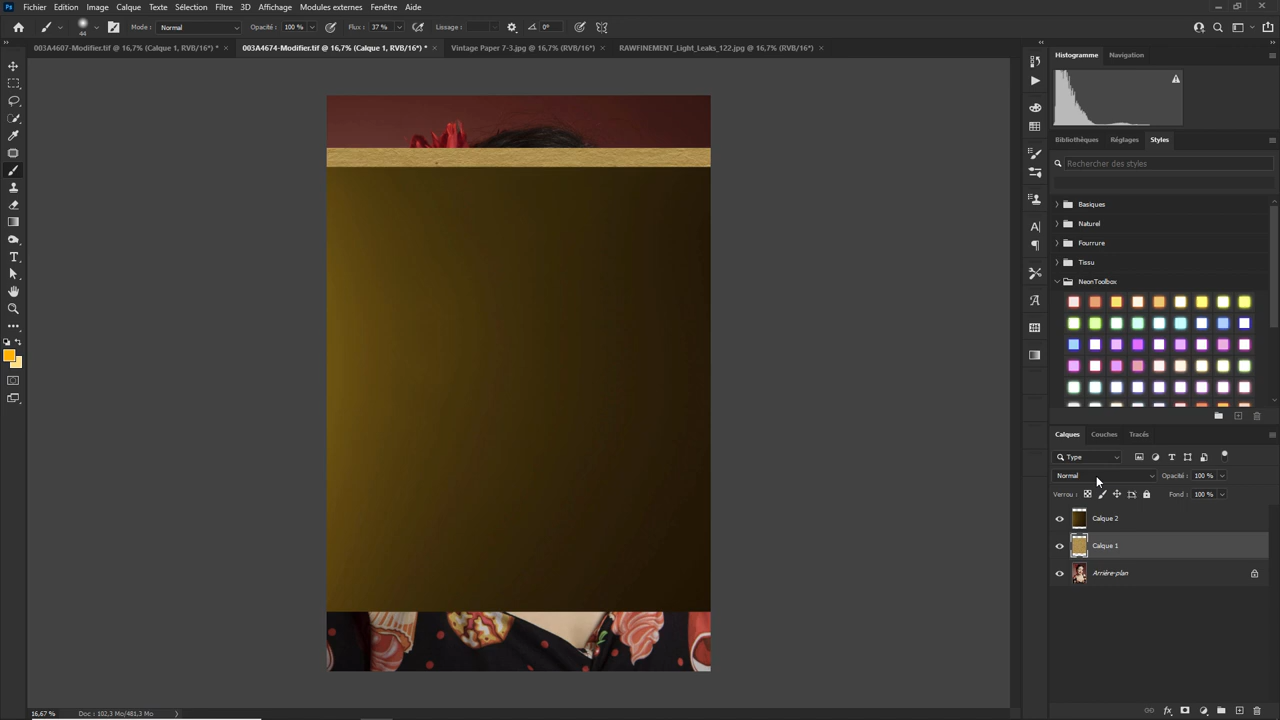 Ps Fichier Edition Image Calque Texte Sélection Filtre 3D Affichage Modules externes Fenêtre Aide
44 Mode : Normal Opacité : 100 % Flux : 37% Lissage : 0°
003A4607-Modifier.tif @ 16,7% (Calque 1, RVB/16*) * × 003A4674-Modifier.tif @ 16,7% (Calque 1, RVB/16*) * × Vintage Paper 7-3.jpg @ 16,7% (RVB/16*) × RAWFINEMENT_Light_Leaks_122.jpg @ 16,7% (RVB/16*) ×
Histogramme Navigation
Bibliothèques Réglages Styles
Rechercher des styles
Basiques
Naturel
Fourrure
Tissu
NeonToolbox
Calques Couches Tracés
Type
Normal Opacité : 100 %
Verrou : Fond : 100 %
Calque 2
Calque 1
Arrière-plan
fx
16,67 % Doc : 102,3 Mo/481,3 Mo